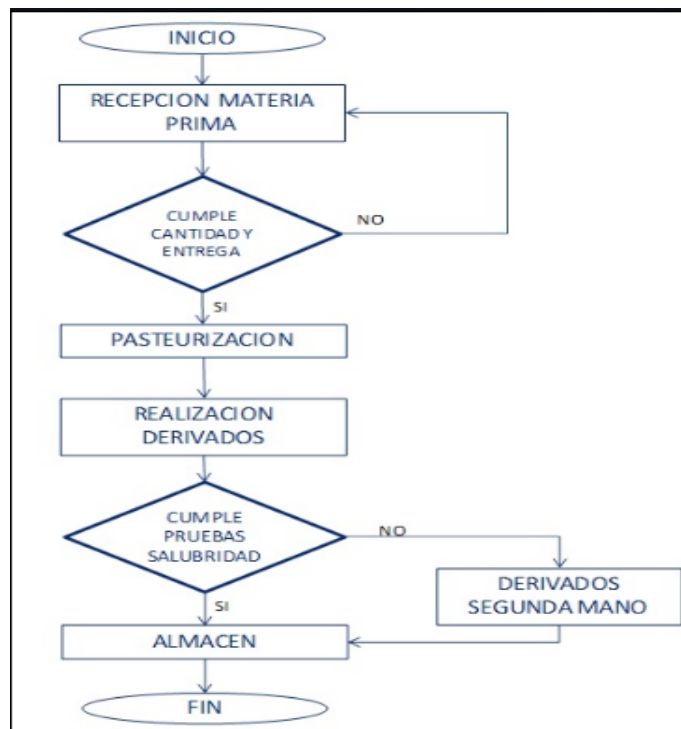 INICIO
RECEPCION MATERIA
PRIMA
CUMPLE
CANTIDAD Y
ENTREGA
NO
SI
PASTEURIZACION
REALIZACION
DERIVADOS
CUMPLE
PRUEBAS
SALUBRIDAD
NO
DERIVADOS
SEGUNDA MANO
SI
ALMACEN
FIN